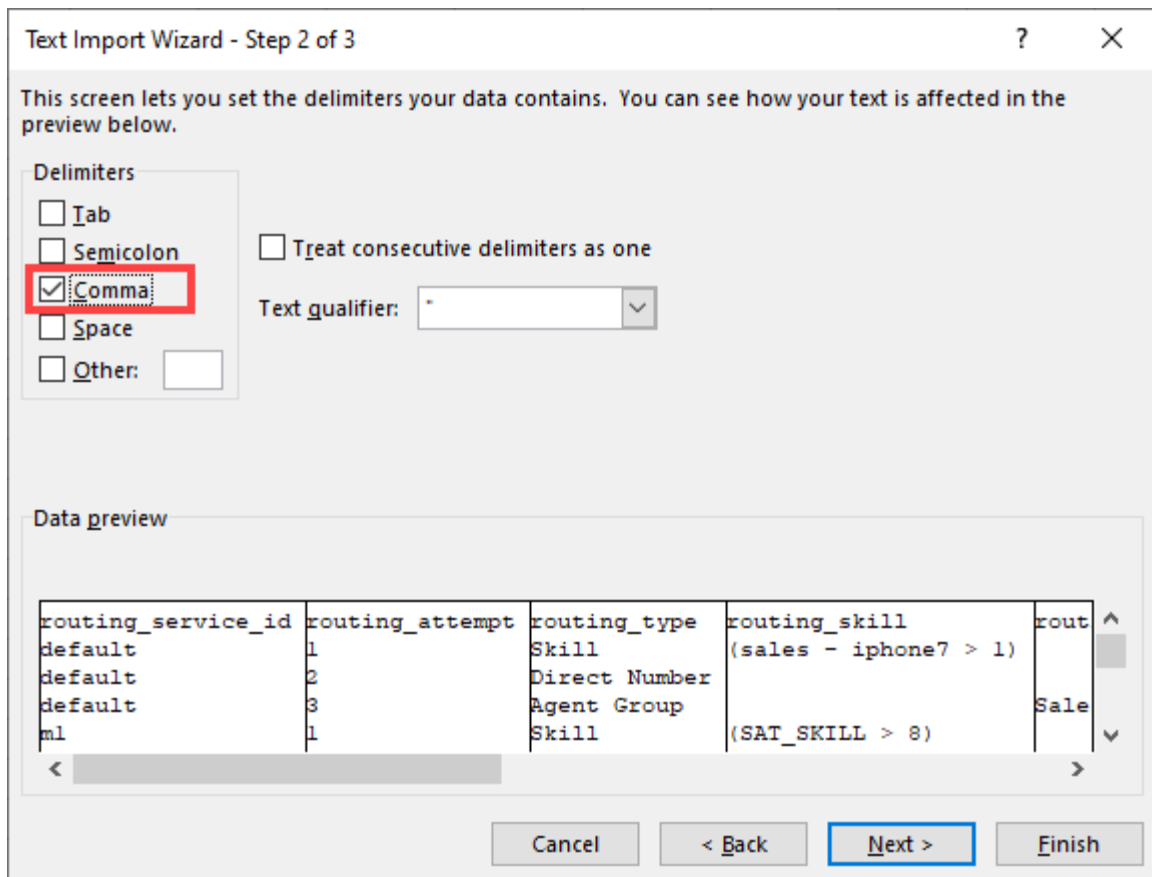 Text Import Wizard - Step 2 of 3
?
This screen lets you set the delimiters your data contains.  You can see how your text is affected in the
preview below.
Delimiters
Tab
Semicolon
Treat consecutive delimiters as one
Comma
Text qualifier: "
Space
Other:
Data preview
routing_service_id routing_attempt routing_type routing_skill rout
default 1 Skill (sales - iphone7 > 1)
default 2 Direct Number
default 3 Agent Group Sale
ml 1 Skill (SAT_SKILL > 8)
Cancel < Back Next > Finish